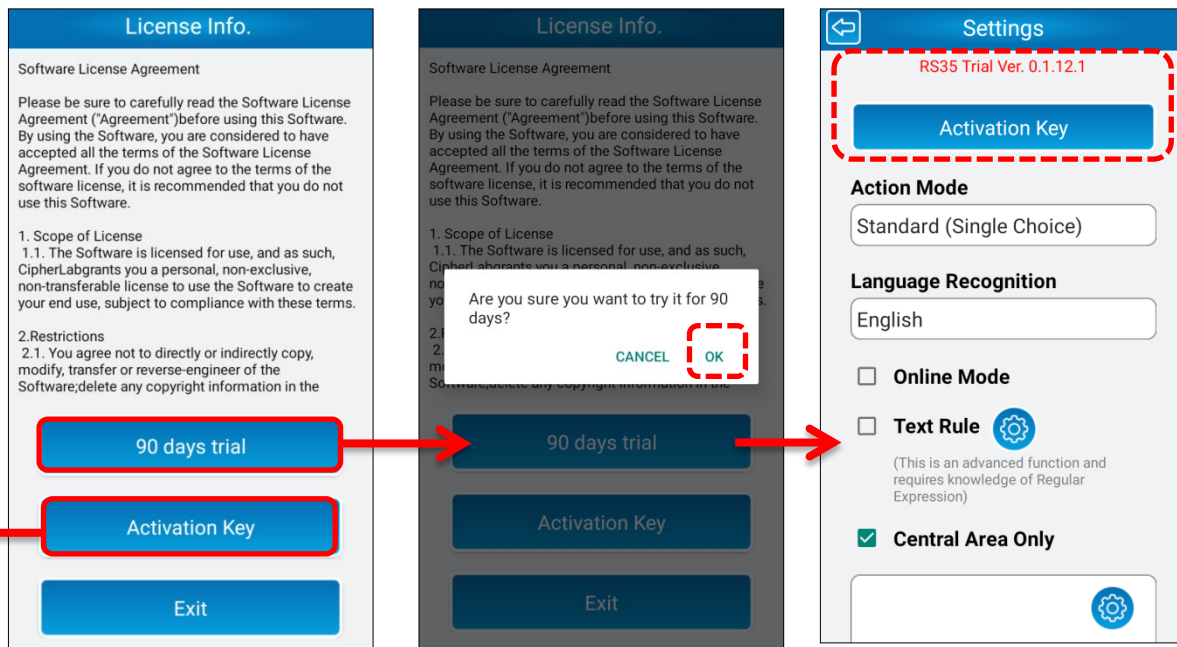 License Info.
Software License Agreement
Please be sure to carefully read the Software License
Agreement ("Agreement")before using this Software.
By using the Software, you are considered to have
accepted all the terms of the Software License
Agreement. If you do not agree to the terms of the
software license, it is recommended that you do not
use this Software.
1. Scope of License
1.1. The Software is licensed for use, and as such,
CipherLabgrants you a personal, non-exclusive,
non-transferable license to use the Software to create
your end use, subject to compliance with these terms.
2.Restrictions
2.1. You agree not to directly or indirectly copy,
modify, transfer or reverse-engineer of the
Software;delete any copyright information in the
90 days trial
Activation Key
Exit
License Info.
Software License Agreement
Please be sure to carefully read the Software License
Agreement ("Agreement")before using this Software.
By using the Software, you are considered to have
accepted all the terms of the Software License
Agreement. If you do not agree to the terms of the
software license, it is recommended that you do not
use this Software.
1. Scope of License
1.1. The Software is licensed for use, and as such,
CipherLabgrants you a personal, non-exclusive,
Are you sure you want to try it for 90
days?
CANCEL OK
Software;delete any copyright information in the
90 days trial
Activation Key
Exit
Settings
RS35 Trial Ver. 0.1.12.1
Activation Key
Action Mode
Standard (Single Choice)
Language Recognition
English
Online Mode
Text Rule
(This is an advanced function and
requires knowledge of Regular
Expression)
Central Area Only